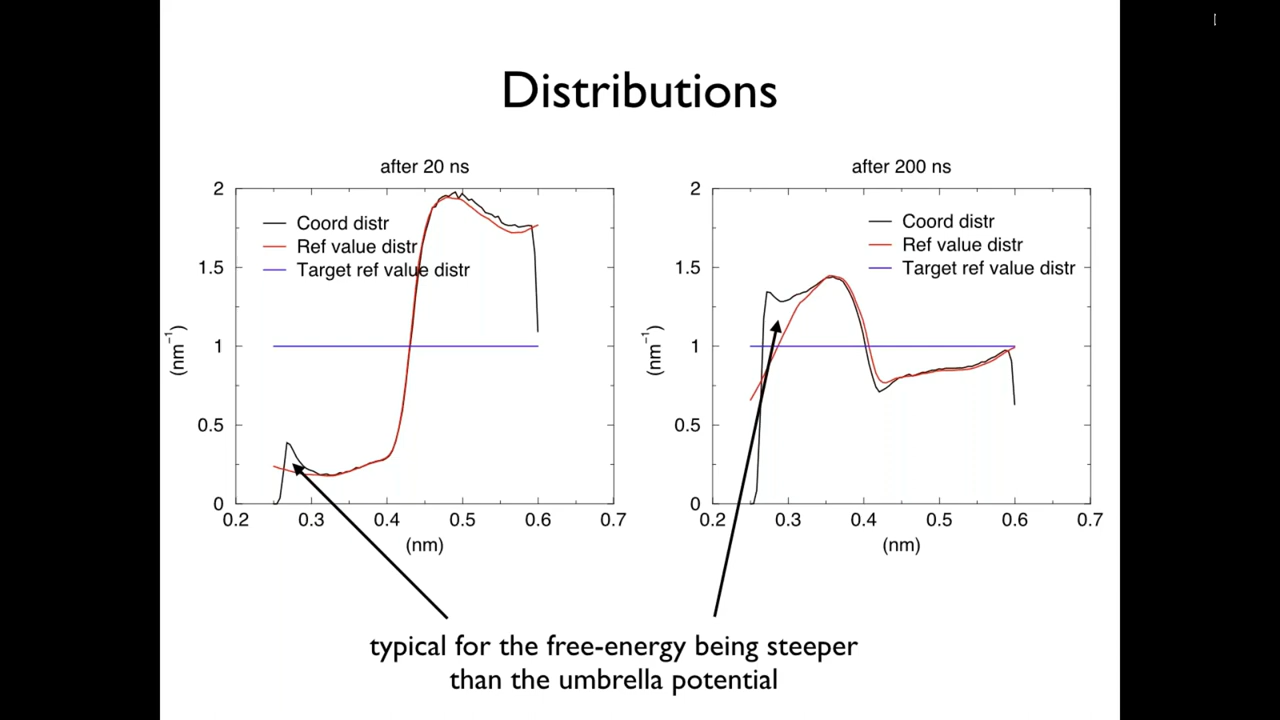 Distributions
after 20 ns
2
1.5
1
0.5
0
(nm⁻¹)
Coord distr
Ref value distr
Target ref value distr
0.2 0.3 0.4 0.5 0.6 0.7
(nm)
after 200 ns
2
1.5
1
0.5
0
(nm⁻¹)
Coord distr
Ref value distr
Target ref value distr
0.2 0.3 0.4 0.5 0.6 0.7
(nm)
typical for the free-energy being steeper
than the umbrella potential